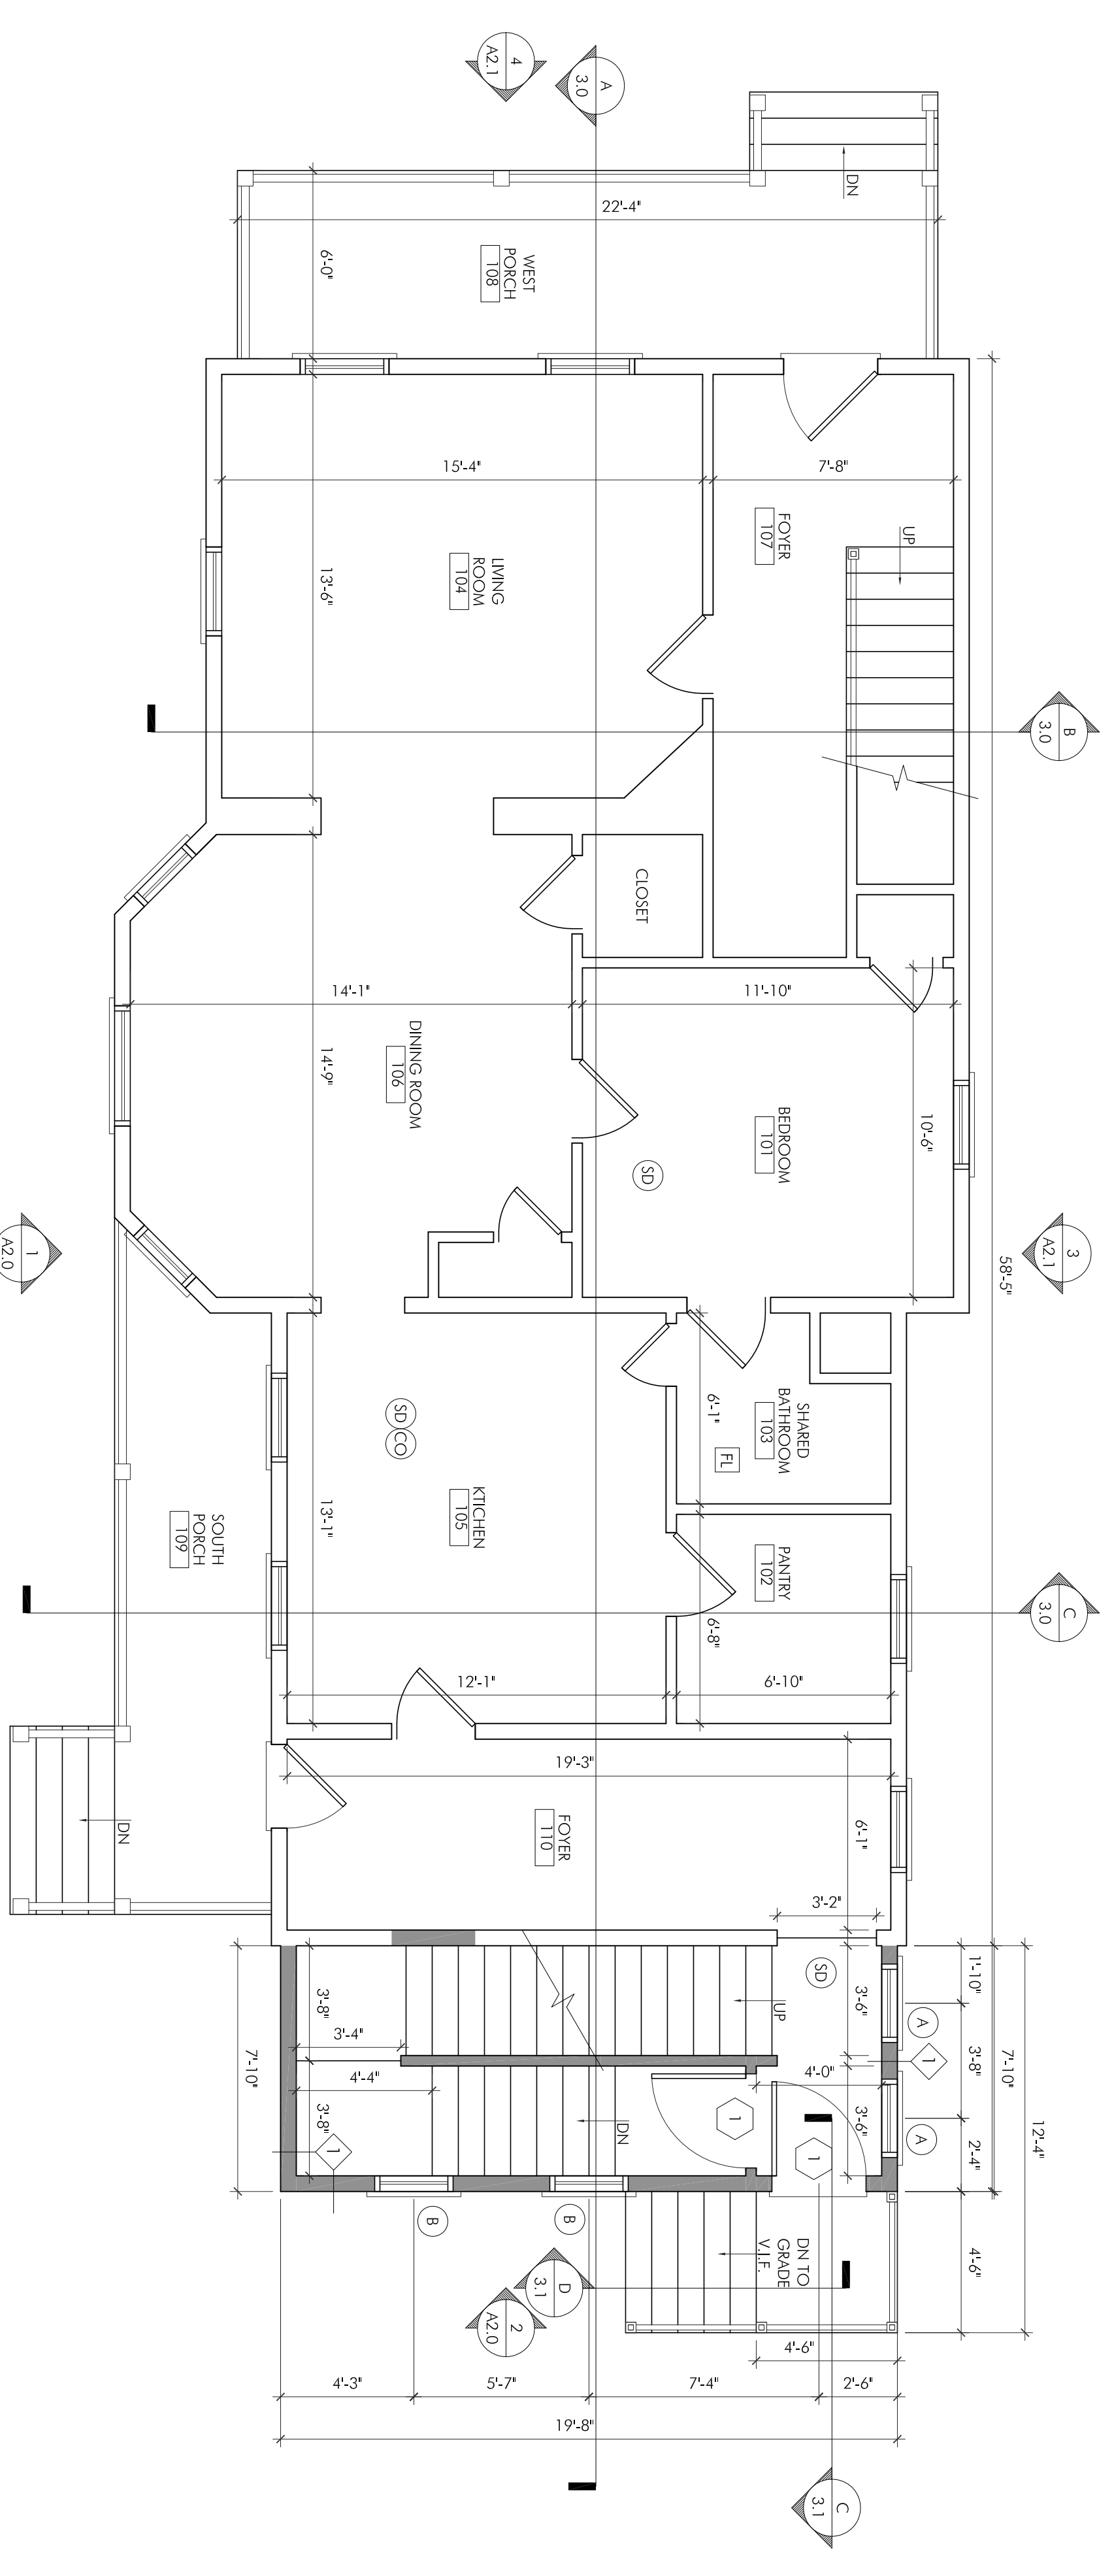 4
A2.1
A
3.0
DN
22'-4"
WEST
PORCH
108
6'-0"
15'-4"
7'-8"
FOYER
107
UP
LIVING
ROOM
104
13'-6"
B
3.0
CLOSET
14'-1"
11'-10"
DINING ROOM
106
14'-9"
BEDROOM
101
10'-6"
SD
1
A2.0
3
A2.1
58'-5"
SHARED
BATHROOM
103
6'-1"
FL
SD
CO
KTICHEN
105
13'-1"
SOUTH
PORCH
109
PANTRY
102
6'-8"
C
3.0
12'-1"
6'-10"
19'-3"
FOYER
110
6'-1"
DN
3'-2"
SD
1'-10"
3'-6"
UP
3'-8"
3'-4"
A
1
3'-8"
7'-10"
12'-4"
7'-10"
4'-4"
4'-0"
3'-8"
DN
1
3'-6"
A
2'-4"
1
1
B
B
DN TO
GRADE
V.I.F.
4'-6"
D
3.1
2
A2.0
4'-6"
4'-3"
5'-7"
7'-4"
2'-6"
19'-8"
C
3.1